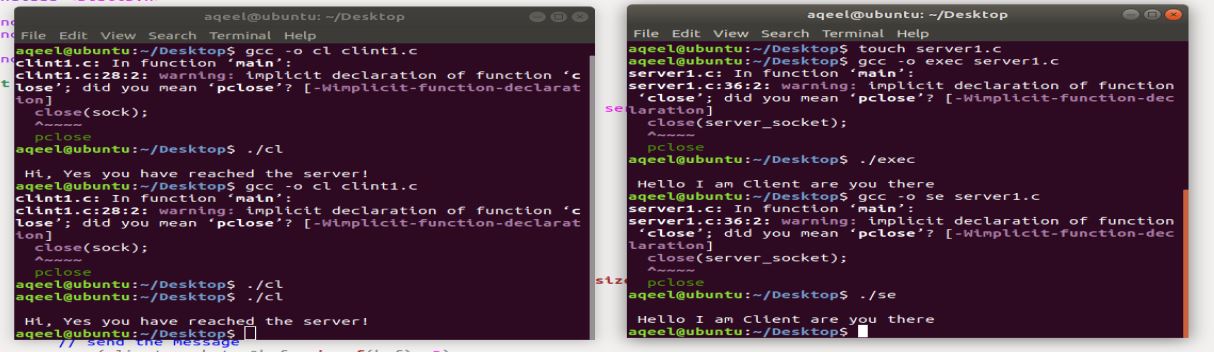 aqeel@ubuntu: ~/Desktop
File Edit View Search Terminal Help
aqeel@ubuntu:~/Desktop$ gcc -o cl clint1.c
clint1.c: In function ‘main’:
clint1.c:28:2: warning: implicit declaration of function ‘c
lose’; did you mean ‘pclose’? [-Wimplicit-function-declarat
ion]
close(sock);
^~~~~
pclose
aqeel@ubuntu:~/Desktop$ ./cl
Hi, Yes you have reached the server!
aqeel@ubuntu:~/Desktop$ gcc -o cl clint1.c
clint1.c: In function ‘main’:
clint1.c:28:2: warning: implicit declaration of function ‘c
lose’; did you mean ‘pclose’? [-Wimplicit-function-declarat
ion]
close(sock);
^~~~~
pclose
aqeel@ubuntu:~/Desktop$ ./cl
aqeel@ubuntu:~/Desktop$ ./cl
Hi, Yes you have reached the server!
aqeel@ubuntu:~/Desktop$
// send the Message
aqeel@ubuntu: ~/Desktop
File Edit View Search Terminal Help
aqeel@ubuntu:~/Desktop$ touch server1.c
aqeel@ubuntu:~/Desktop$ gcc -o exec server1.c
server1.c: In function ‘main’:
server1.c:36:2: warning: implicit declaration of function
‘close’; did you mean ‘pclose’? [-Wimplicit-function-dec
laration]
close(server_socket);
^~~~~
pclose
aqeel@ubuntu:~/Desktop$ ./exec
Hello I am Client are you there
aqeel@ubuntu:~/Desktop$ gcc -o se server1.c
server1.c: In function ‘main’:
server1.c:36:2: warning: implicit declaration of function
‘close’; did you mean ‘pclose’? [-Wimplicit-function-dec
laration]
close(server_socket);
^~~~~
pclose
aqeel@ubuntu:~/Desktop$ ./se
Hello I am Client are you there
aqeel@ubuntu:~/Desktop$